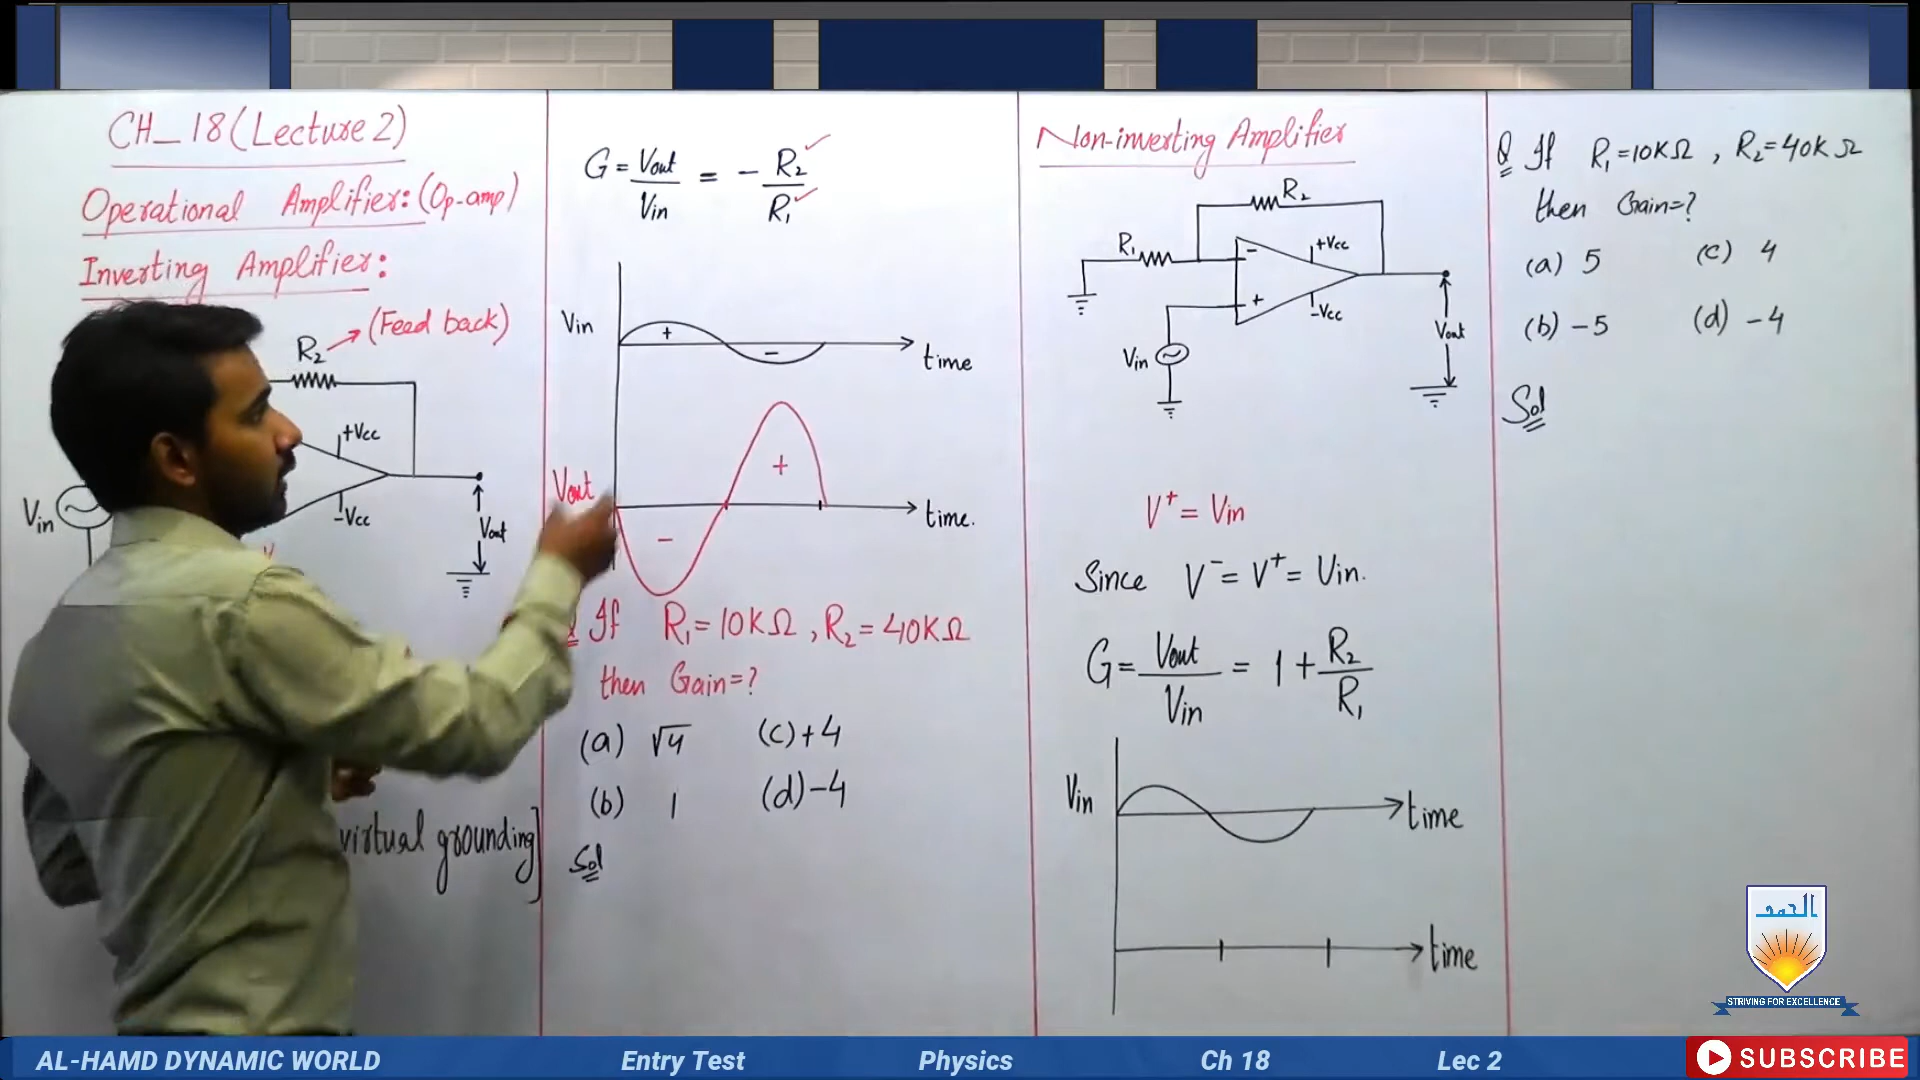 CH_18 (Lecture 2)
Operational Amplifier: (Op-amp)
Inverting Amplifier:
R₂ → (Feed back)
+Vcc
Vin
-Vcc
Vout
virtual grounding]
G = Vout/Vin = - R₂/R₁
Vin
+
-
time
Vout
+
-
time.
Q If R₁ = 10KΩ, R₂ = 40KΩ
then Gain=?
(a) √4 (c) +4
(b) 1 (d) -4
Sol
Non-inverting Amplifier
R₂
R₁
-
+Vcc
+
-Vcc
Vin
Vout
V⁺ = Vin
Since V⁻ = V⁺ = Vin.
G = Vout/Vin = 1 + R₂/R₁
Vin
time
time
Q If R₁ = 10KΩ, R₂ = 40KΩ
then Gain=?
(a) 5 (c) 4
(b) -5 (d) -4
Sol
الحمد
STRIVING FOR EXCELLENCE
AL-HAMD DYNAMIC WORLD Entry Test Physics Ch 18 Lec 2
SUBSCRIBE